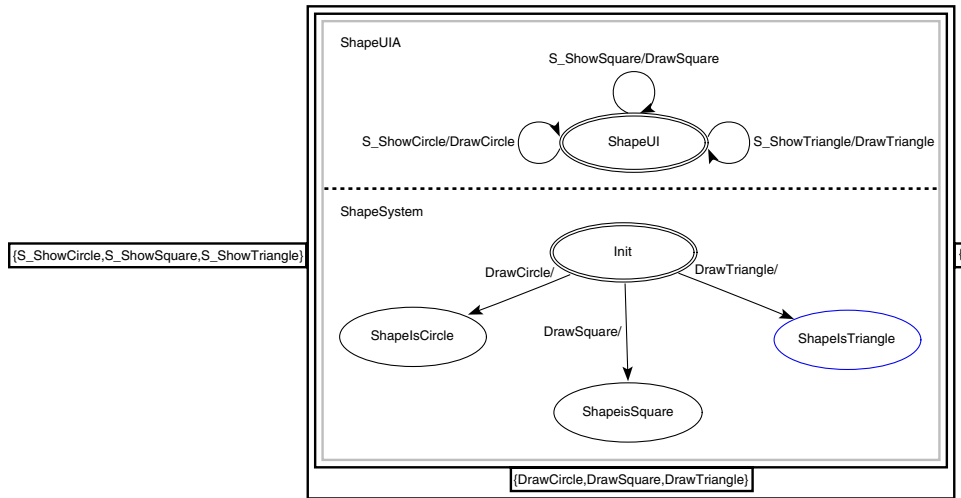 ShapeUIA
S_ShowSquare/DrawSquare
S_ShowCircle/DrawCircle
ShapeUI
S_ShowTriangle/DrawTriangle
ShapeSystem
{S_ShowCircle,S_ShowSquare,S_ShowTriangle}
Init
{
DrawCircle/
DrawTriangle/
DrawSquare/
ShapeIsCircle
ShapeIsTriangle
ShapeisSquare
{DrawCircle,DrawSquare,DrawTriangle}